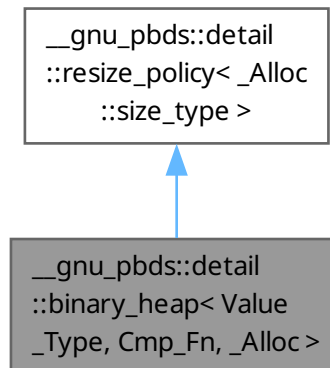 __gnu_pbds::detail
::resize_policy< _Alloc
::size_type >
__gnu_pbds::detail
::binary_heap< Value
_Type, Cmp_Fn, _Alloc >